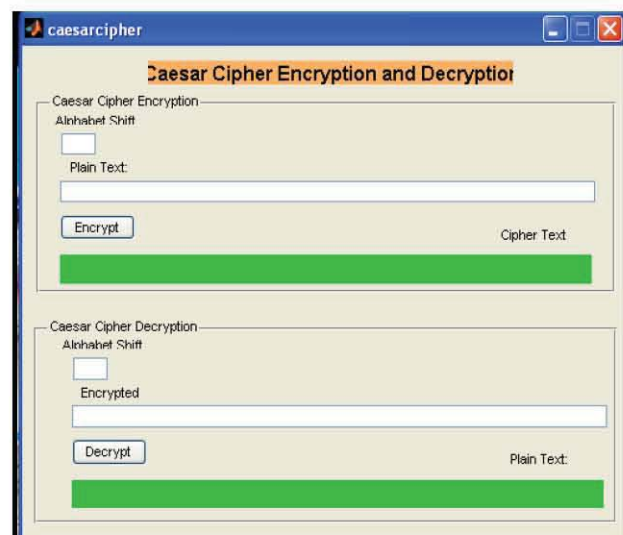 caesarcipher
Caesar Cipher Encryption and Decryption
Caesar Cipher Encryption
Alphabet Shift
Plain Text:
Encrypt
Cipher Text
Caesar Cipher Decryption
Alphabet Shift
Encrypted
Decrypt
Plain Text: